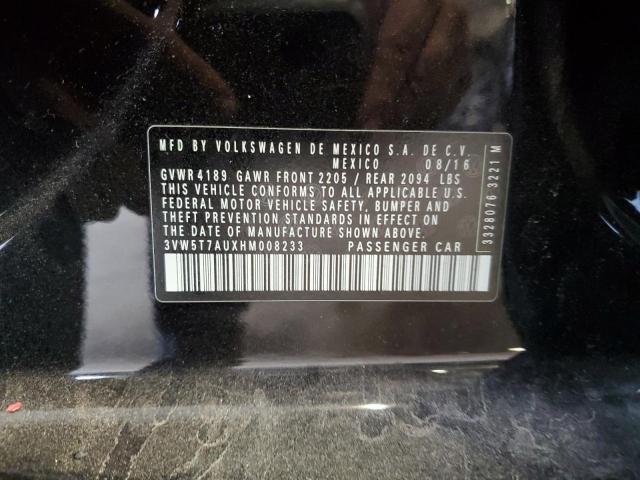 MFD BY VOLKSWAGEN DE MEXICO S.A. DE C.V.
MEXICO 08/16
GVWR 4189 GAWR FRONT 2205 / REAR 2094 LBS
THIS VEHICLE CONFORMS TO ALL APPLICABLE U.S.
FEDERAL MOTOR VEHICLE SAFETY, BUMPER AND
THEFT PREVENTION STANDARDS IN EFFECT ON
THE DATE OF MANUFACTURE SHOWN ABOVE.
3VW5T7AUXHM008233 PASSENGER CAR
3328076 3221 M